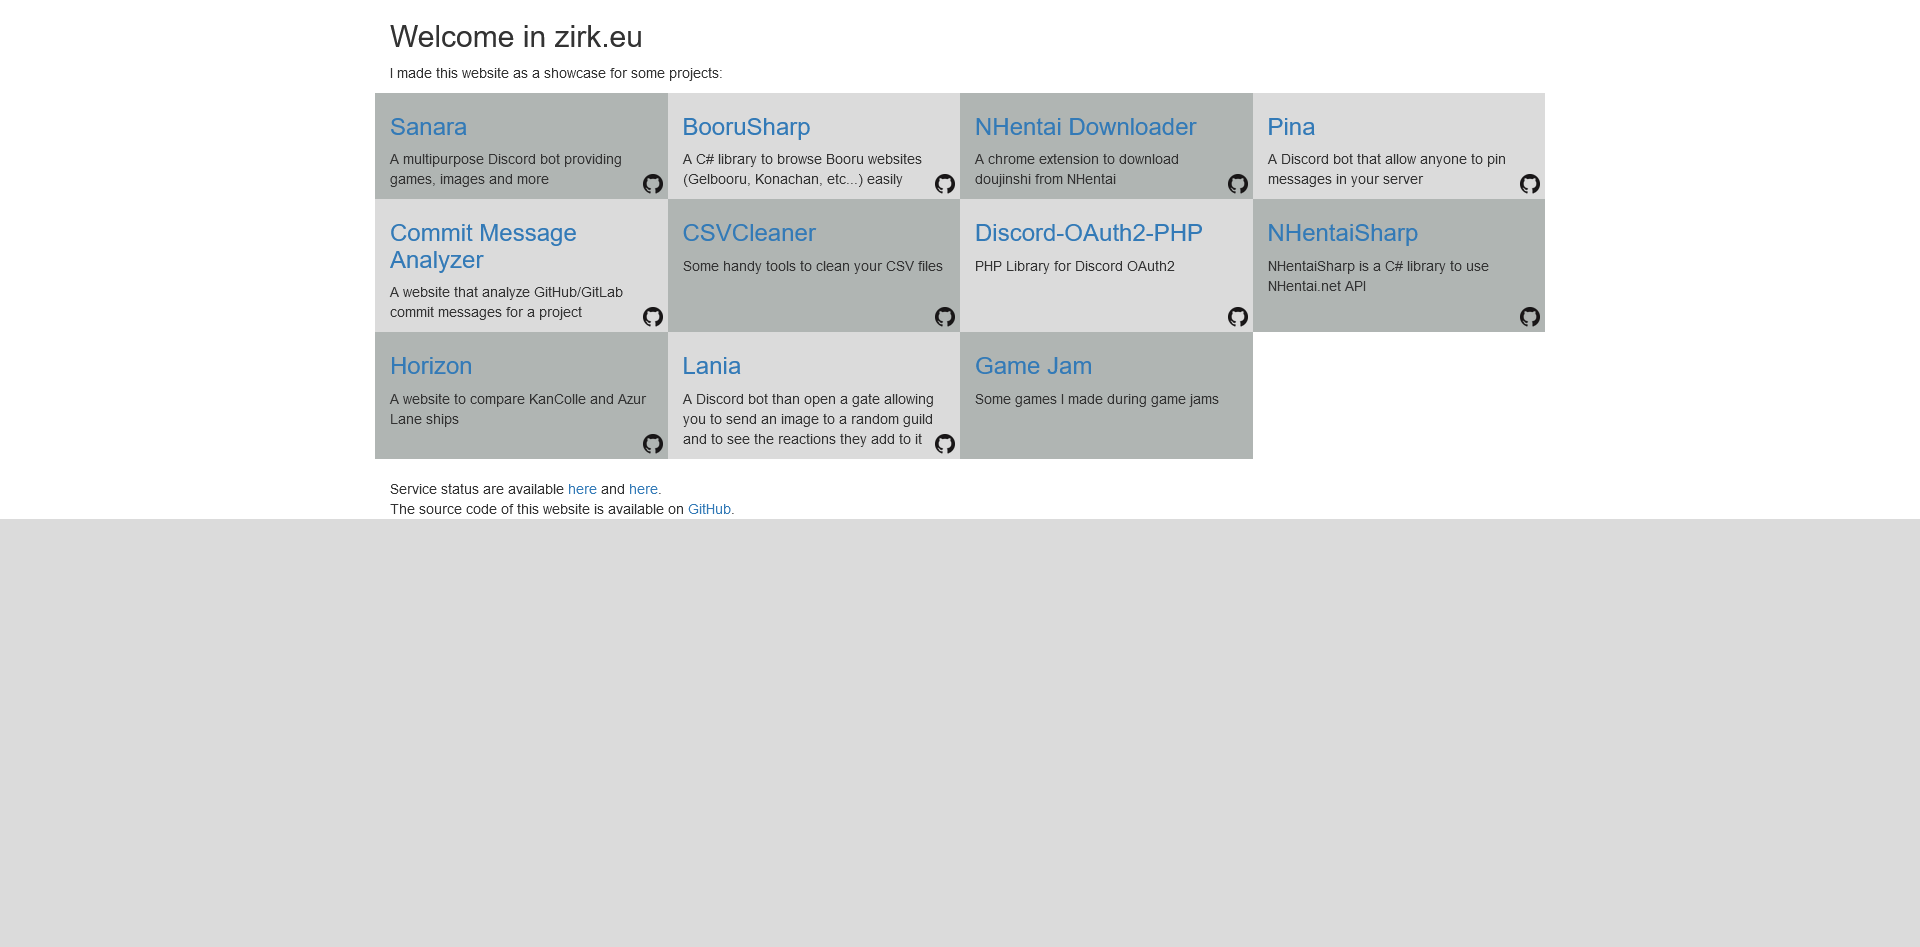 Welcome in zirk.eu
I made this website as a showcase for some projects:
Sanara
A multipurpose Discord bot providing
games, images and more
BooruSharp
A C# library to browse Booru websites
(Gelbooru, Konachan, etc...) easily
NHentai Downloader
A chrome extension to download
doujinshi from NHentai
Pina
A Discord bot that allow anyone to pin
messages in your server
Commit Message
Analyzer
A website that analyze GitHub/GitLab
commit messages for a project
CSVCleaner
Some handy tools to clean your CSV files
Discord-OAuth2-PHP
PHP Library for Discord OAuth2
NHentaiSharp
NHentaiSharp is a C# library to use
NHentai.net API
Horizon
A website to compare KanColle and Azur
Lane ships
Lania
A Discord bot than open a gate allowing
you to send an image to a random guild
and to see the reactions they add to it
Game Jam
Some games I made during game jams
Service status are available here and here.
The source code of this website is available on GitHub.